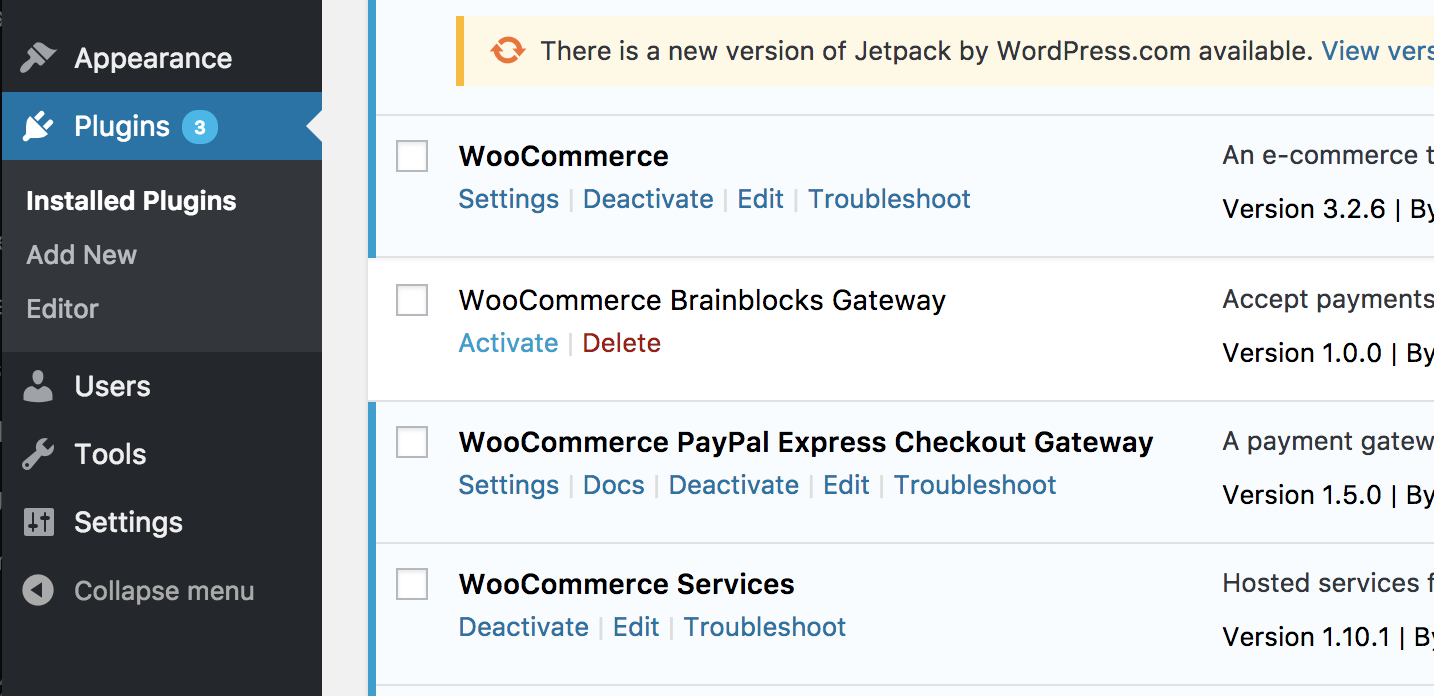 Appearance
Plugins 3
Installed Plugins
Add New
Editor
Users
Tools
Settings
Collapse menu
There is a new version of Jetpack by WordPress.com available. View vers
WooCommerce
Settings | Deactivate | Edit | Troubleshoot
An e-commerce t
Version 3.2.6 | By
WooCommerce Brainblocks Gateway
Activate | Delete
Accept payments
Version 1.0.0 | By
WooCommerce PayPal Express Checkout Gateway
Settings | Docs | Deactivate | Edit | Troubleshoot
A payment gatew
Version 1.5.0 | By
WooCommerce Services
Deactivate | Edit | Troubleshoot
Hosted services f
Version 1.10.1 | B